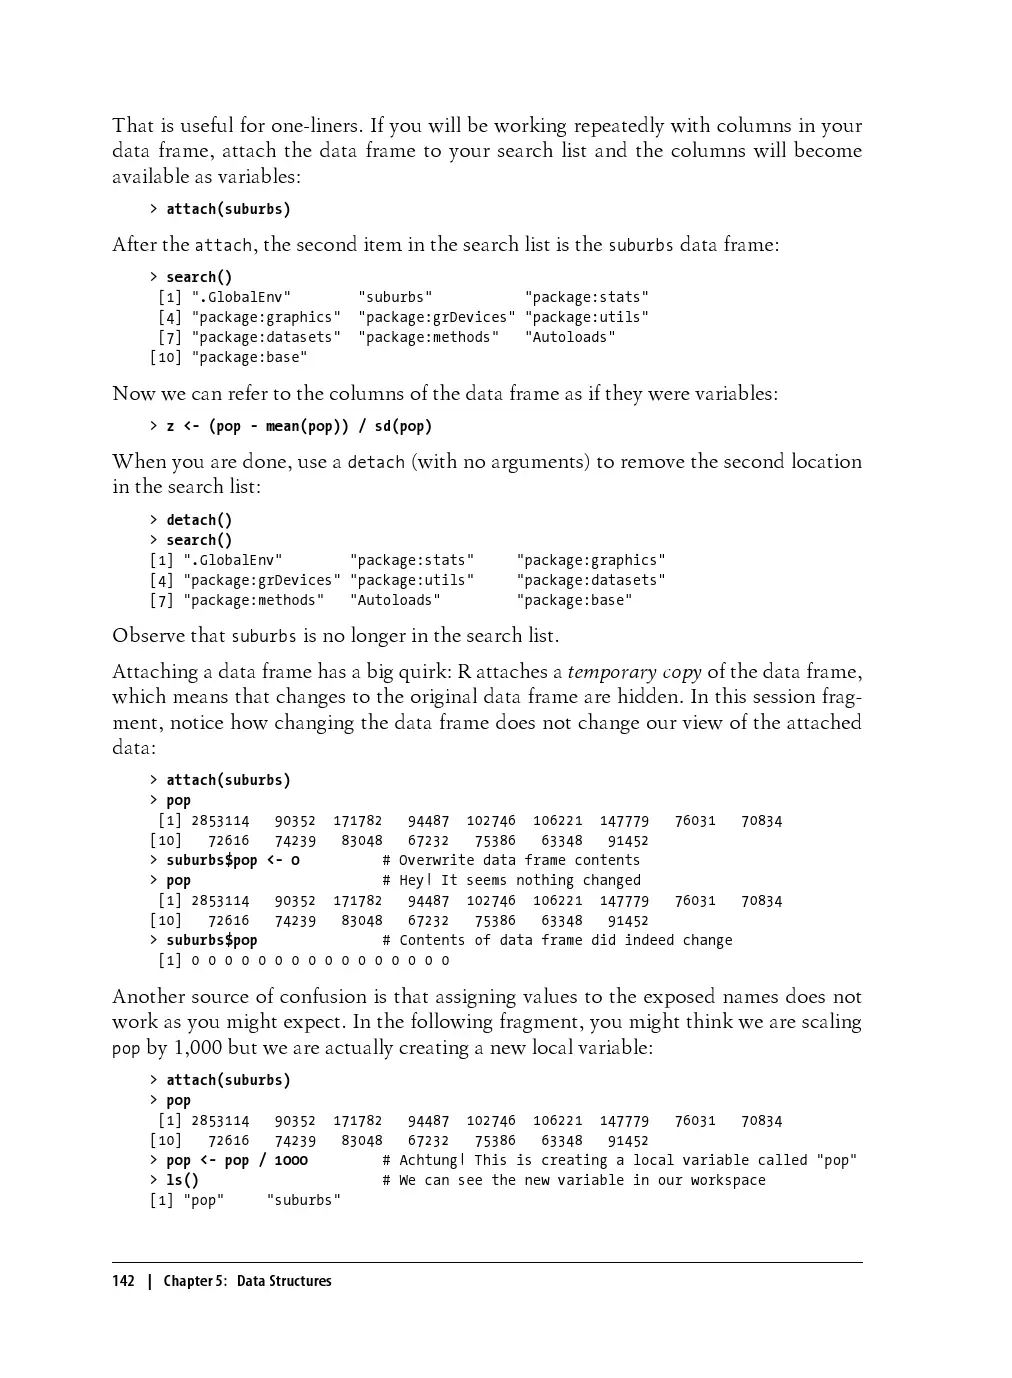 That is useful for one-liners. If you will be working repeatedly with columns in your
data frame, attach the data frame to your search list and the columns will become
available as variables:
> attach(suburbs)
After the attach, the second item in the search list is the suburbs data frame:
> search()
 [1] ".GlobalEnv"        "suburbs"           "package:stats"
 [4] "package:graphics"  "package:grDevices" "package:utils"
 [7] "package:datasets"  "package:methods"   "Autoloads"
[10] "package:base"
Now we can refer to the columns of the data frame as if they were variables:
> z <- (pop - mean(pop)) / sd(pop)
When you are done, use a detach (with no arguments) to remove the second location
in the search list:
> detach()
> search()
[1] ".GlobalEnv"        "package:stats"     "package:graphics"
[4] "package:grDevices" "package:utils"     "package:datasets"
[7] "package:methods"   "Autoloads"         "package:base"
Observe that suburbs is no longer in the search list.
Attaching a data frame has a big quirk: R attaches a temporary copy of the data frame,
which means that changes to the original data frame are hidden. In this session frag-
ment, notice how changing the data frame does not change our view of the attached
data:
> attach(suburbs)
> pop
 [1] 2853114   90352  171782   94487  102746  106221  147779   76031   70834
[10]   72616   74239   83048   67232   75386   63348   91452
> suburbs$pop <- 0          # Overwrite data frame contents
> pop                       # Hey! It seems nothing changed
 [1] 2853114   90352  171782   94487  102746  106221  147779   76031   70834
[10]   72616   74239   83048   67232   75386   63348   91452
> suburbs$pop               # Contents of data frame did indeed change
 [1] 0 0 0 0 0 0 0 0 0 0 0 0 0 0 0 0
Another source of confusion is that assigning values to the exposed names does not
work as you might expect. In the following fragment, you might think we are scaling
pop by 1,000 but we are actually creating a new local variable:
> attach(suburbs)
> pop
 [1] 2853114   90352  171782   94487  102746  106221  147779   76031   70834
[10]   72616   74239   83048   67232   75386   63348   91452
> pop <- pop / 1000         # Achtung! This is creating a local variable called "pop"
> ls()                      # We can see the new variable in our workspace
[1] "pop"     "suburbs"
142 | Chapter 5: Data Structures